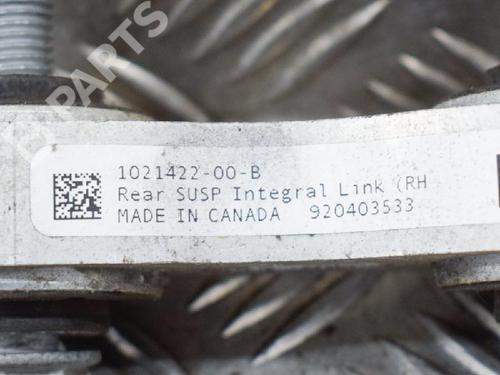 B PARTS
1021422-00-B
Rear SUSP Integral Link (RH
MADE IN CANADA 920403533